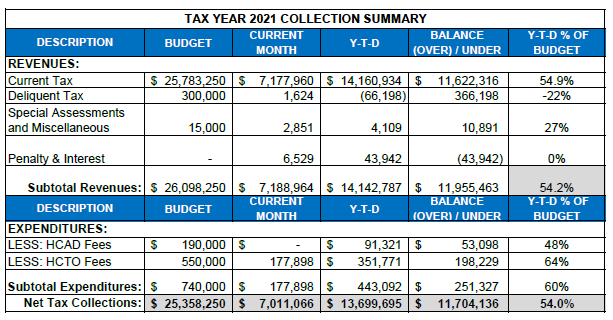 TAX YEAR 2021 COLLECTION SUMMARY
DESCRIPTION BUDGET CURRENT MONTH Y-T-D BALANCE (OVER) / UNDER Y-T-D % OF BUDGET
REVENUES:
Current Tax $ 25,783,250 $ 7,177,960 $ 14,160,934 $ 11,622,316 54.9%
Deliquent Tax 300,000 1,624 (66,198) 366,198 -22%
Special Assessments
and Miscellaneous 15,000 2,851 4,109 10,891 27%
Penalty & Interest - 6,529 43,942 (43,942) 0%
Subtotal Revenues: $ 26,098,250 $ 7,188,964 $ 14,142,787 $ 11,955,463 54.2%
DESCRIPTION BUDGET CURRENT MONTH Y-T-D BALANCE (OVER) / UNDER Y-T-D % OF BUDGET
EXPENDITURES:
LESS: HCAD Fees $ 190,000 $ - $ 91,321 $ 53,098 48%
LESS: HCTO Fees 550,000 177,898 351,771 198,229 64%
Subtotal Expenditures: $ 740,000 $ 177,898 $ 443,092 $ 251,327 60%
Net Tax Collections: $ 25,358,250 $ 7,011,066 $ 13,699,695 $ 11,704,136 54.0%